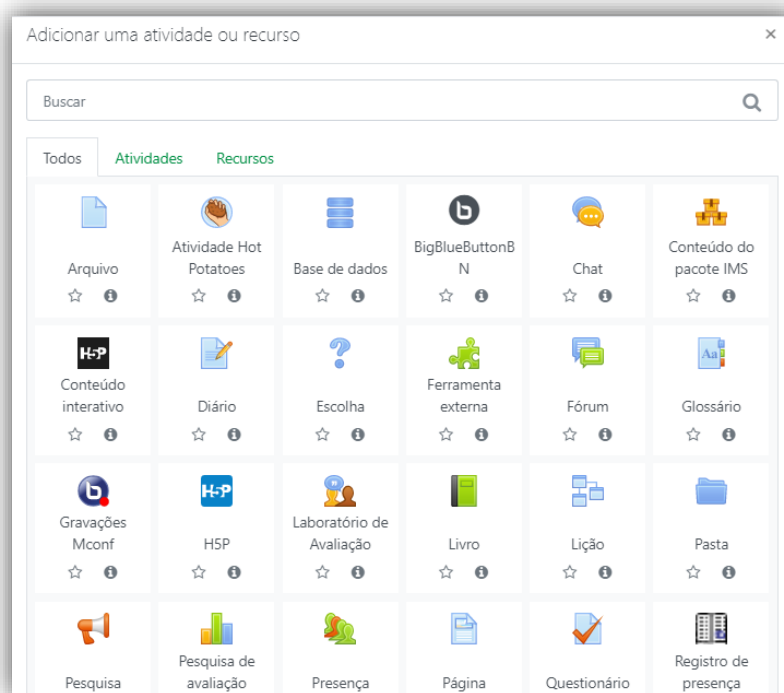 Adicionar uma atividade ou recurso ×
Buscar
Todos Atividades Recursos
Arquivo
Atividade Hot
Potatoes
Base de dados
BigBlueButtonB
N
Chat
Conteúdo do
pacote IMS
H5P
Conteúdo
interativo
Diário
Escolha
Ferramenta
externa
Fórum
Aa
Glossário
Gravações
Mconf
H5P
H5P
Laboratório de
Avaliação
Livro
Lição
Pasta
Pesquisa
Pesquisa de
avaliação
Presença
Página
Questionário
Registro de
presença